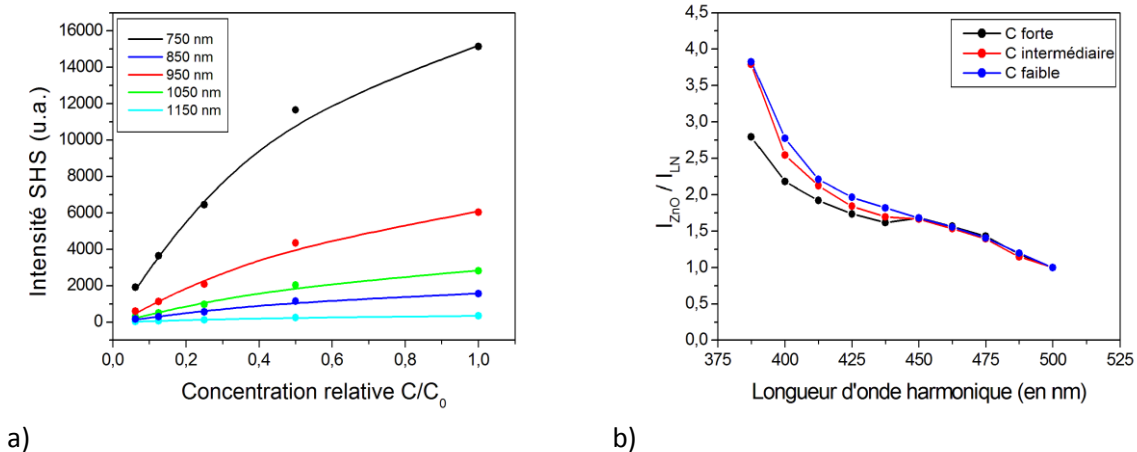 16000
14000
12000
10000
8000
6000
4000
2000
0
Intensité SHS (u.a.)
750 nm
850 nm
950 nm
1050 nm
1150 nm
0,0 0,2 0,4 0,6 0,8 1,0
Concentration relative C/C0
a)
4,5
4,0
3,5
3,0
2,5
2,0
1,5
1,0
0,5
0,0
IZnO / ILN
C forte
C intermédiaire
C faible
375 400 425 450 475 500 525
Longueur d'onde harmonique (en nm)
b)